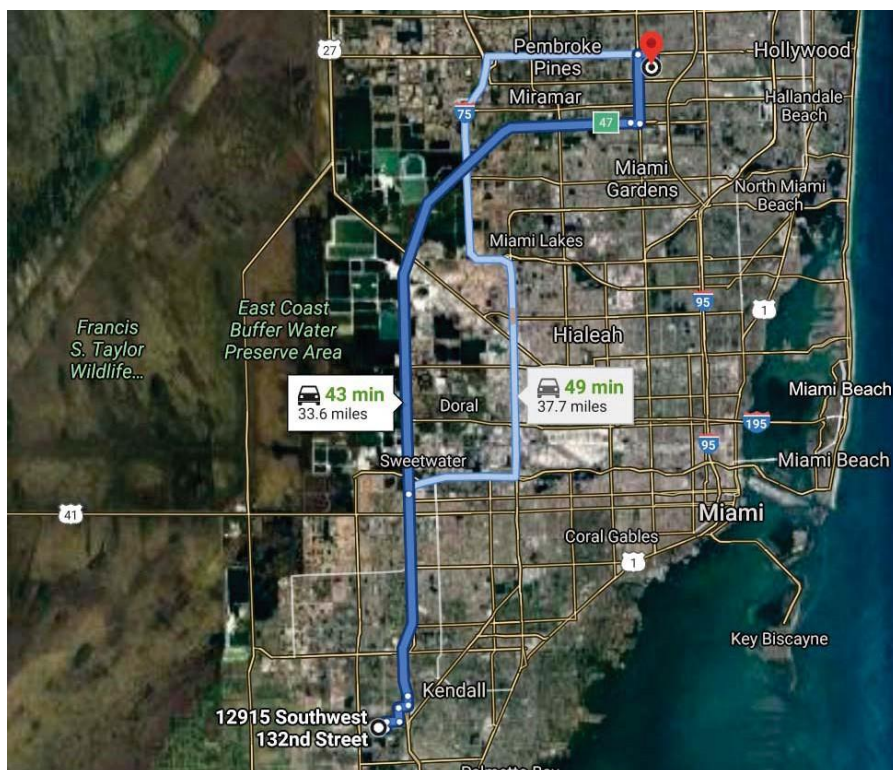 27
Pembroke
Pines
Hollywood
Miramar
75
47
Hallandale
Beach
Miami
Gardens
North Miami
Beach
Miami Lakes
95
1
East Coast
Buffer Water
Preserve Area
Francis
S. Taylor
Wildlife...
Hialeah
43 min
33.6 miles
49 min
37.7 miles
Doral
Miami Beach
195
95
Sweetwater
Miami Beach
41
Miami
Coral Gables
1
Key Biscayne
Kendall
12915 Southwest
132nd Street
Palmetto Bay